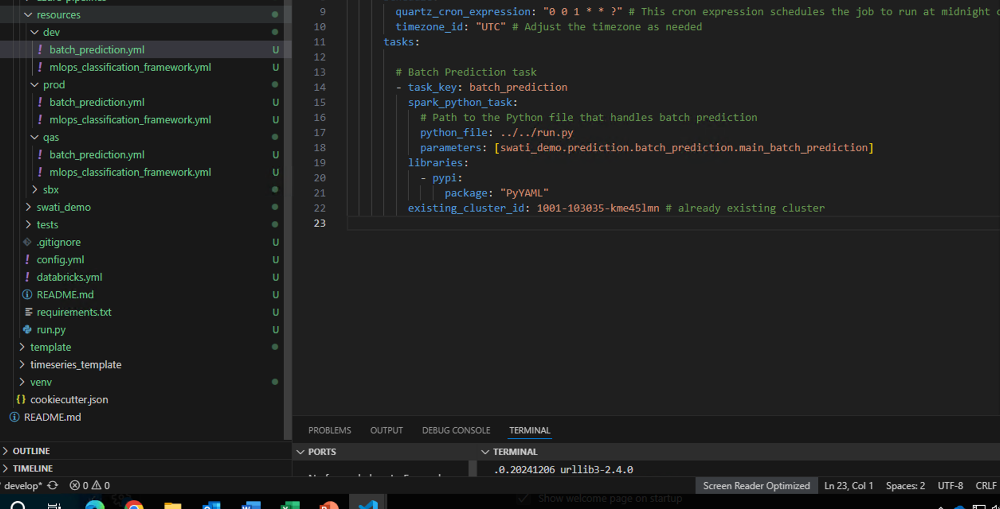 azure-pipelines
resources
dev
batch_prediction.yml U
mlops_classification_framework.yml U
prod
batch_prediction.yml U
mlops_classification_framework.yml U
qas
batch_prediction.yml U
mlops_classification_framework.yml U
sbx
swati_demo
tests
.gitignore U
config.yml U
databricks.yml U
README.md U
requirements.txt U
run.py U
template
timeseries_template
venv
cookiecutter.json
README.md
OUTLINE
TIMELINE
9 quartz_cron_expression: "0 0 1 * * ?" # This cron expression schedules the job to run at midnight
10 timezone_id: "UTC" # Adjust the timezone as needed
11 tasks:
12
13 # Batch Prediction task
14 - task_key: batch_prediction
15 spark_python_task:
16 # Path to the Python file that handles batch prediction
17 python_file: ../../run.py
18 parameters: [swati_demo.prediction.batch_prediction.main_batch_prediction]
19 libraries:
20 - pypi:
21 package: "PyYAML"
22 existing_cluster_id: 1001-103035-kme45lmn # already existing cluster
23
PROBLEMS OUTPUT DEBUG CONSOLE TERMINAL
PORTS TERMINAL
.0.20241206 urllib3-2.4.0
develop* 0 0 Screen Reader Optimized Ln 23, Col 1 Spaces: 2 UTF-8 CRLF
Show welcome page on startup